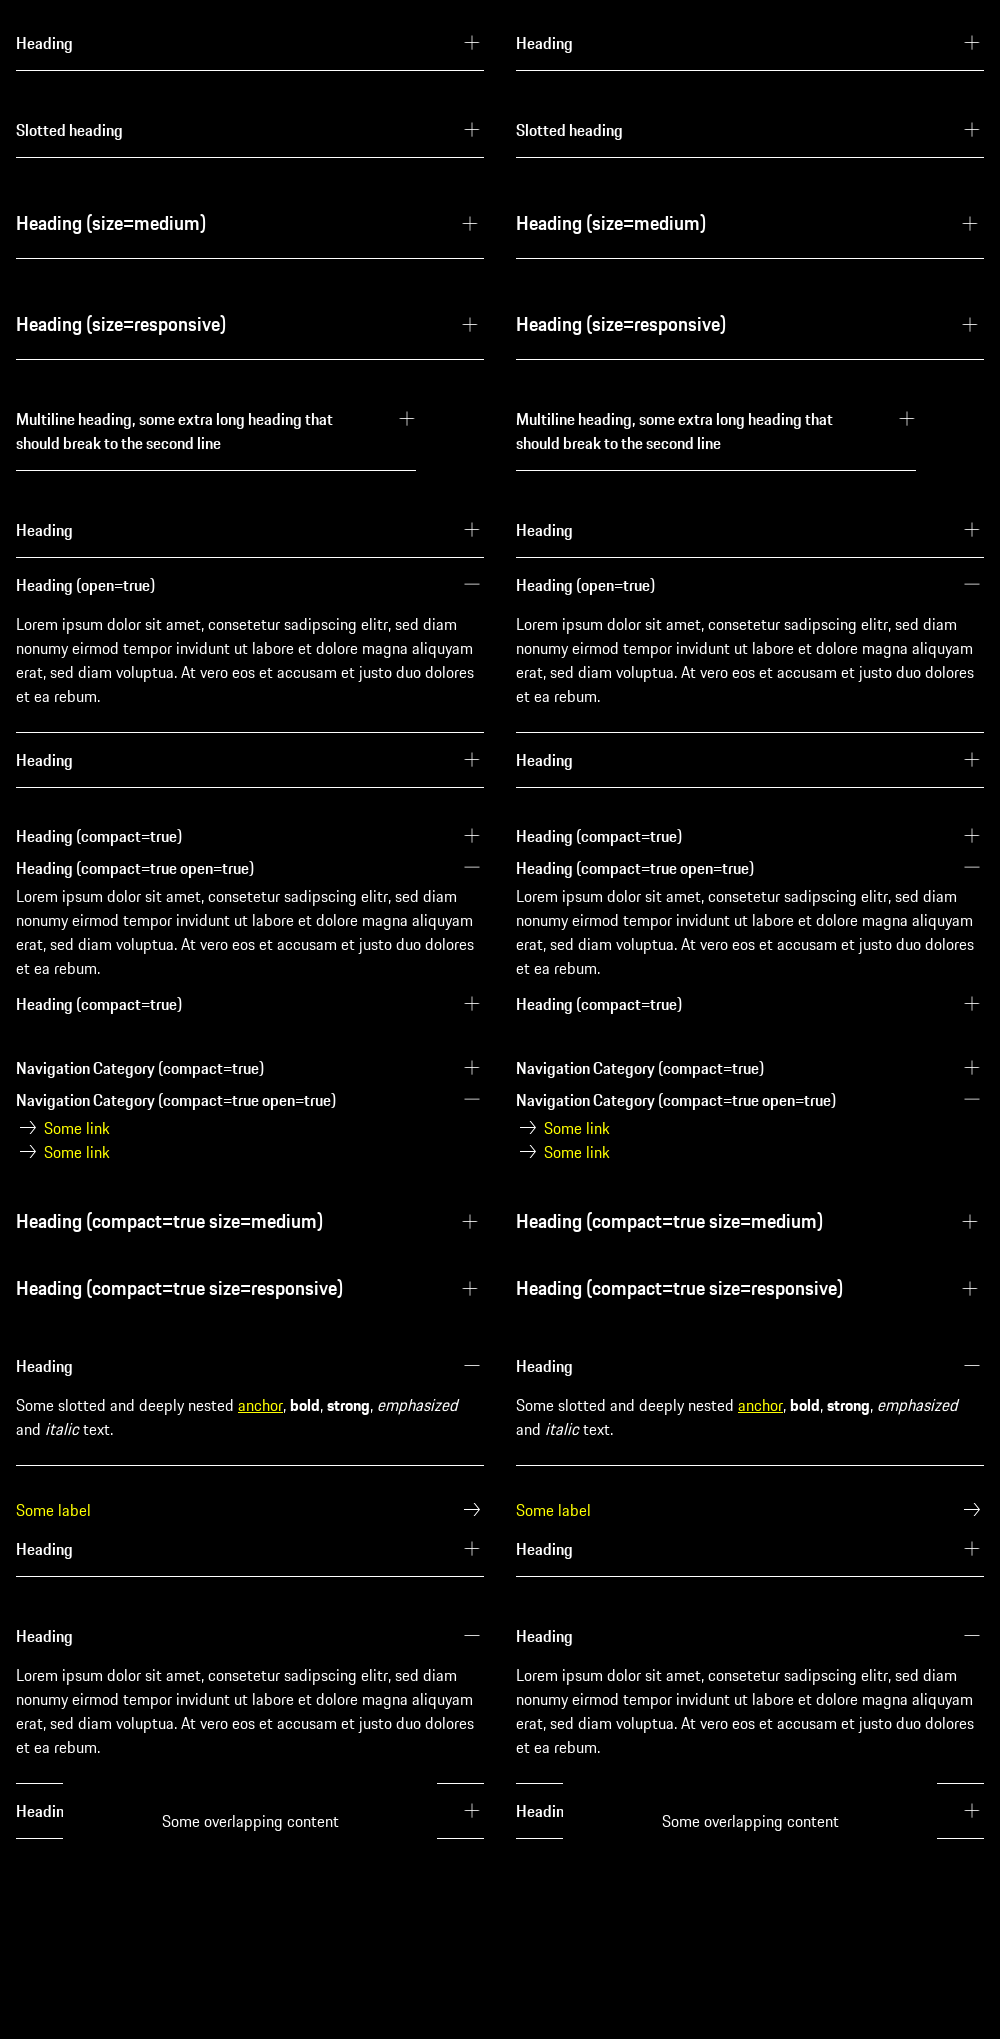 Heading
Slotted heading
Heading (size=medium)
Heading (size=responsive)
Multiline heading, some extra long heading that
should break to the second line
Heading
Heading (open=true)
Lorem ipsum dolor sit amet, consetetur sadipscing elitr, sed diam
nonumy eirmod tempor invidunt ut labore et dolore magna aliquyam
erat, sed diam voluptua. At vero eos et accusam et justo duo dolores
et ea rebum.
Heading
Heading (compact=true)
Heading (compact=true open=true)
Lorem ipsum dolor sit amet, consetetur sadipscing elitr, sed diam
nonumy eirmod tempor invidunt ut labore et dolore magna aliquyam
erat, sed diam voluptua. At vero eos et accusam et justo duo dolores
et ea rebum.
Heading (compact=true)
Navigation Category (compact=true)
Navigation Category (compact=true open=true)
Some link
Some link
Heading (compact=true size=medium)
Heading (compact=true size=responsive)
Heading
Some slotted and deeply nested anchor, bold, strong, emphasized
and italic text.
Some label
Heading
Heading
Lorem ipsum dolor sit amet, consetetur sadipscing elitr, sed diam
nonumy eirmod tempor invidunt ut labore et dolore magna aliquyam
erat, sed diam voluptua. At vero eos et accusam et justo duo dolores
et ea rebum.
Headin
Some overlapping content
Heading
Slotted heading
Heading (size=medium)
Heading (size=responsive)
Multiline heading, some extra long heading that
should break to the second line
Heading
Heading (open=true)
Lorem ipsum dolor sit amet, consetetur sadipscing elitr, sed diam
nonumy eirmod tempor invidunt ut labore et dolore magna aliquyam
erat, sed diam voluptua. At vero eos et accusam et justo duo dolores
et ea rebum.
Heading
Heading (compact=true)
Heading (compact=true open=true)
Lorem ipsum dolor sit amet, consetetur sadipscing elitr, sed diam
nonumy eirmod tempor invidunt ut labore et dolore magna aliquyam
erat, sed diam voluptua. At vero eos et accusam et justo duo dolores
et ea rebum.
Heading (compact=true)
Navigation Category (compact=true)
Navigation Category (compact=true open=true)
Some link
Some link
Heading (compact=true size=medium)
Heading (compact=true size=responsive)
Heading
Some slotted and deeply nested anchor, bold, strong, emphasized
and italic text.
Some label
Heading
Heading
Lorem ipsum dolor sit amet, consetetur sadipscing elitr, sed diam
nonumy eirmod tempor invidunt ut labore et dolore magna aliquyam
erat, sed diam voluptua. At vero eos et accusam et justo duo dolores
et ea rebum.
Headin
Some overlapping content